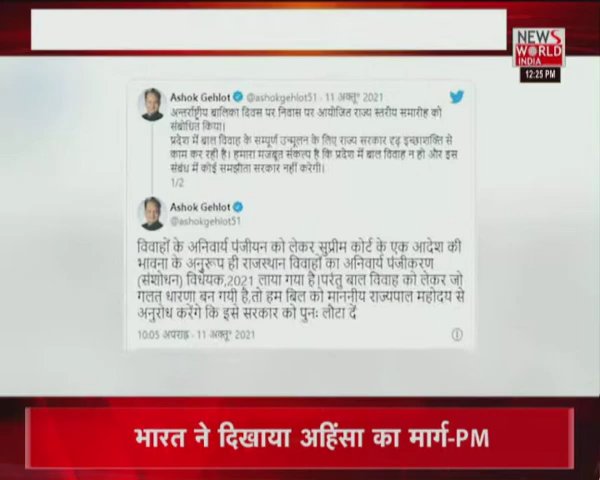 NEWS
WORLD
INDIA
12:25 PM
Ashok Gehlot @ashokgehlot51 · 11 अक्तू॰ 2021
अन्तर्राष्ट्रीय बालिका दिवस पर निवास पर आयोजित राज्य स्तरीय समारोह को
संबोधित किया।
प्रदेश में बाल विवाह के सम्पूर्ण उन्मूलन के लिए राज्य सरकार दृढ़ इच्छाशक्ति से
काम कर रही है। हमारा मजबूत संकल्प है कि प्रदेश में बाल विवाह न हो और इस
संबंध में कोई समझौता सरकार नहीं करेगी।
1/2
Ashok Gehlot
@ashokgehlot51
विवाहों के अनिवार्य पंजीयन को लेकर सुप्रीम कोर्ट के एक आदेश की
भावना के अनुरूप ही राजस्थान विवाहों का अनिवार्य पंजीकरण
(संशोधन) विधेयक,2021 लाया गया है।परंतु बाल विवाह को लेकर जो
गलत धारणा बन गयी है,तो हम बिल को माननीय राज्यपाल महोदय से
अनुरोध करेंगे कि इसे सरकार को पुनः लौटा दें
10:05 अपराह्न · 11 अक्तू॰ 2021
भारत ने दिखाया अहिंसा का मार्ग-PM